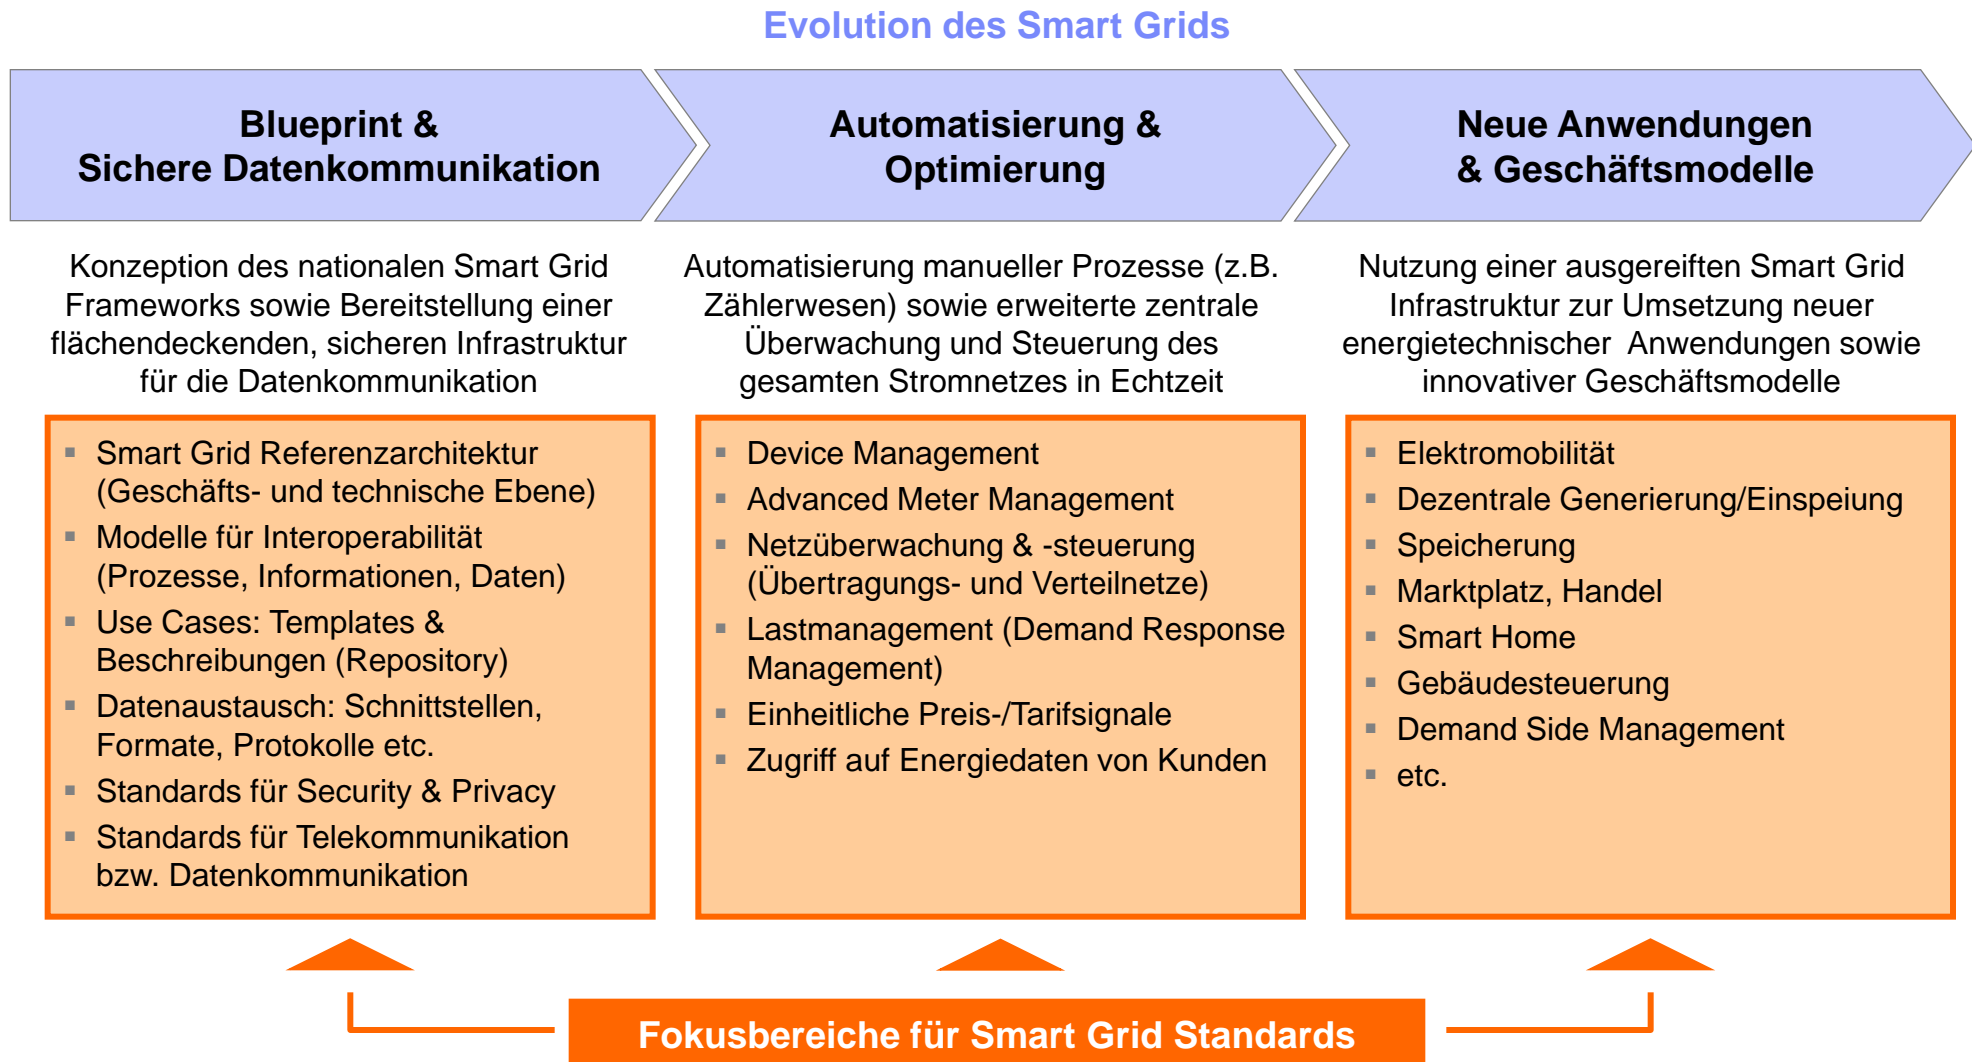 Evolution des Smart Grids
Blueprint &
Sichere Datenkommunikation
Automatisierung &
Optimierung
Neue Anwendungen
& Geschäftsmodelle
Konzeption des nationalen Smart Grid
Frameworks sowie Bereitstellung einer
flächendeckenden, sicheren Infrastruktur
für die Datenkommunikation
Automatisierung manueller Prozesse (z.B.
Zählerwesen) sowie erweiterte zentrale
Überwachung und Steuerung des
gesamten Stromnetzes in Echtzeit
Nutzung einer ausgereiften Smart Grid
Infrastruktur zur Umsetzung neuer
energietechnischer Anwendungen sowie
innovativer Geschäftsmodelle
▪ Smart Grid Referenzarchitektur
(Geschäfts- und technische Ebene)
▪ Modelle für Interoperabilität
(Prozesse, Informationen, Daten)
▪ Use Cases: Templates &
Beschreibungen (Repository)
▪ Datenaustausch: Schnittstellen,
Formate, Protokolle etc.
▪ Standards für Security & Privacy
▪ Standards für Telekommunikation
bzw. Datenkommunikation
▪ Device Management
▪ Advanced Meter Management
▪ Netzüberwachung & -steuerung
(Übertragungs- und Verteilnetze)
▪ Lastmanagement (Demand Response
Management)
▪ Einheitliche Preis-/Tarifsignale
▪ Zugriff auf Energiedaten von Kunden
▪ Elektromobilität
▪ Dezentrale Generierung/Einspeiung
▪ Speicherung
▪ Marktplatz, Handel
▪ Smart Home
▪ Gebäudesteuerung
▪ Demand Side Management
▪ etc.
Fokusbereiche für Smart Grid Standards